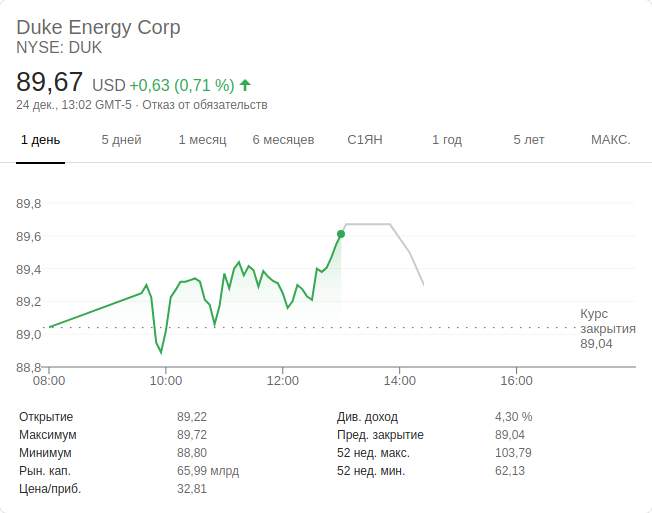 Duke Energy Corp
NYSE: DUK
89,67 USD +0,63 (0,71 %)
24 дек., 13:02 GMT-5 · Отказ от обязательств
1 день 5 дней 1 месяц 6 месяцев С1ЯН 1 год 5 лет МАКС.
89,8
89,6
89,4
89,2
89,0
88,8
Курс
закрытия
89,04
08:00 10:00 12:00 14:00 16:00
Открытие 89,22 Див. доход 4,30 %
Максимум 89,72 Пред. закрытие 89,04
Минимум 88,80 52 нед. макс. 103,79
Рын. кап. 65,99 млрд 52 нед. мин. 62,13
Цена/приб. 32,81